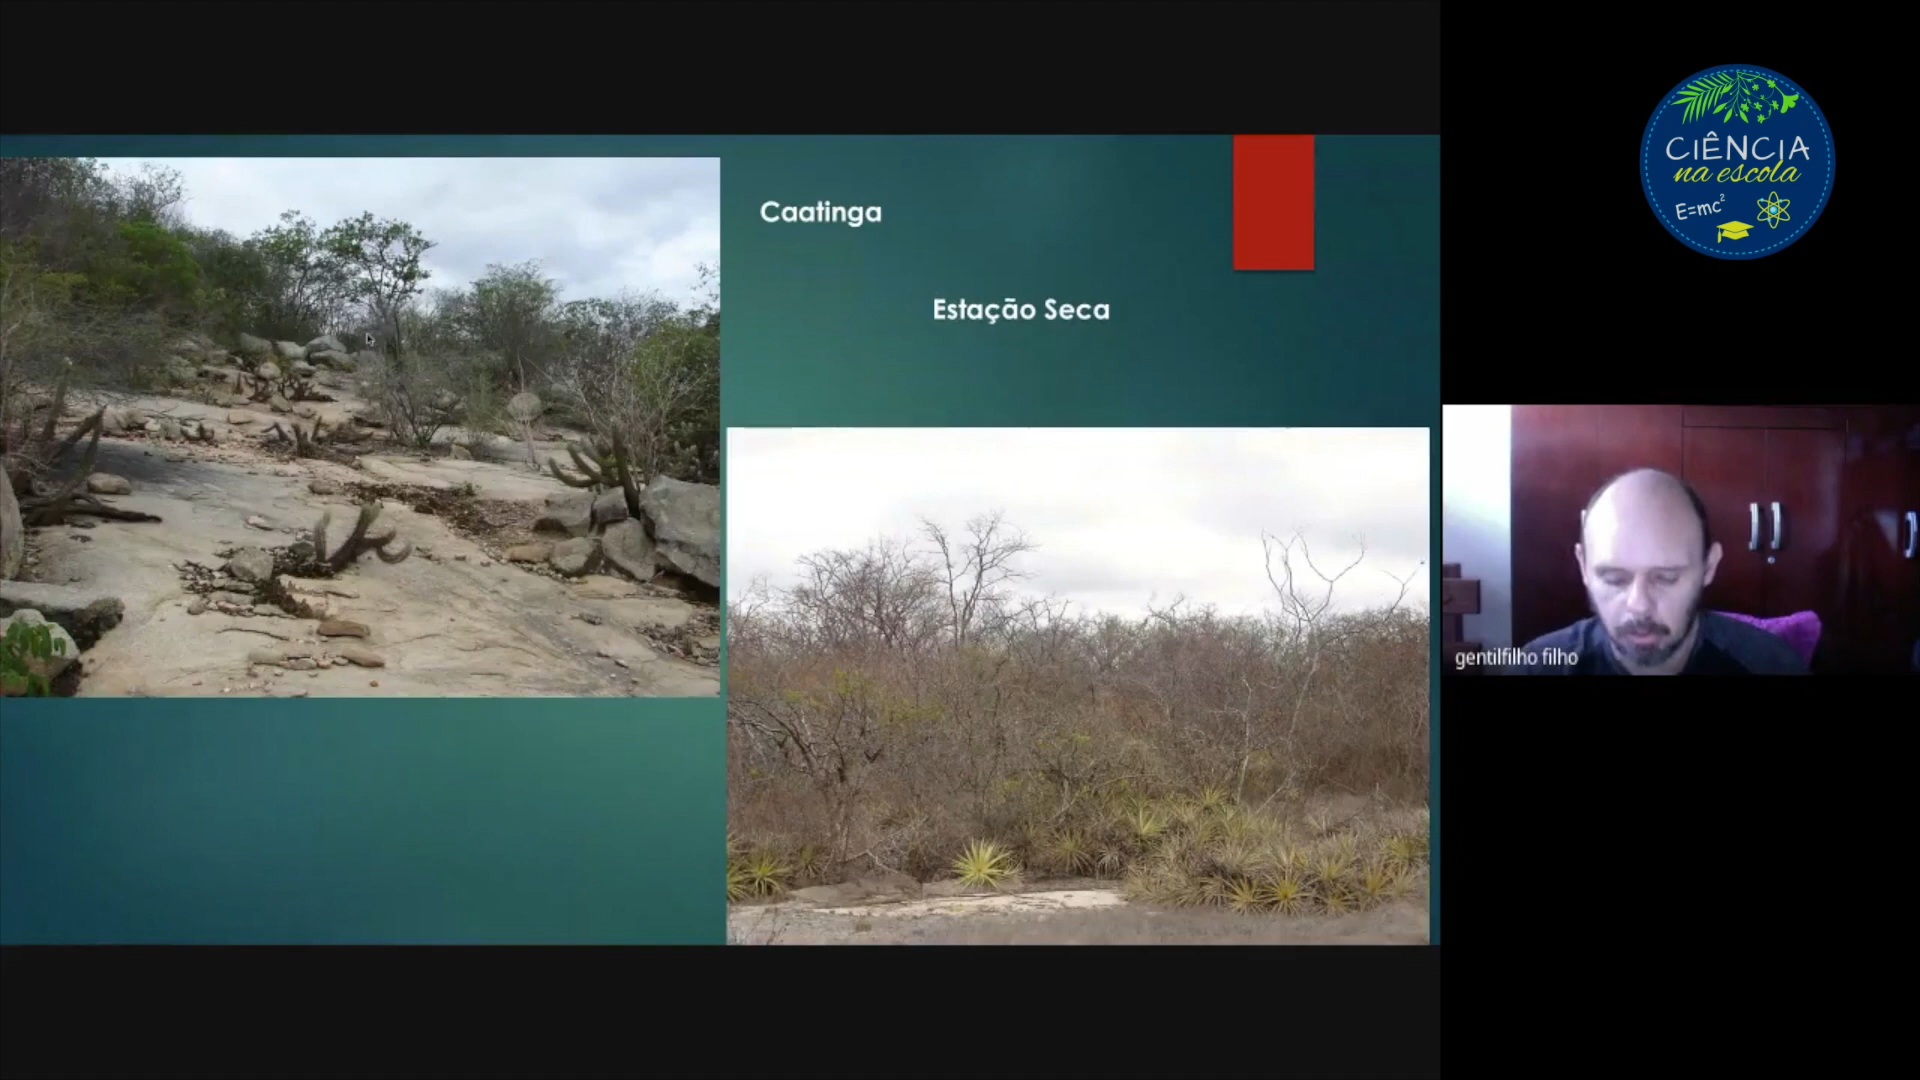 Caatinga
Estação Seca
CIÊNCIA
na escola
E=mc²
gentilfilho filho